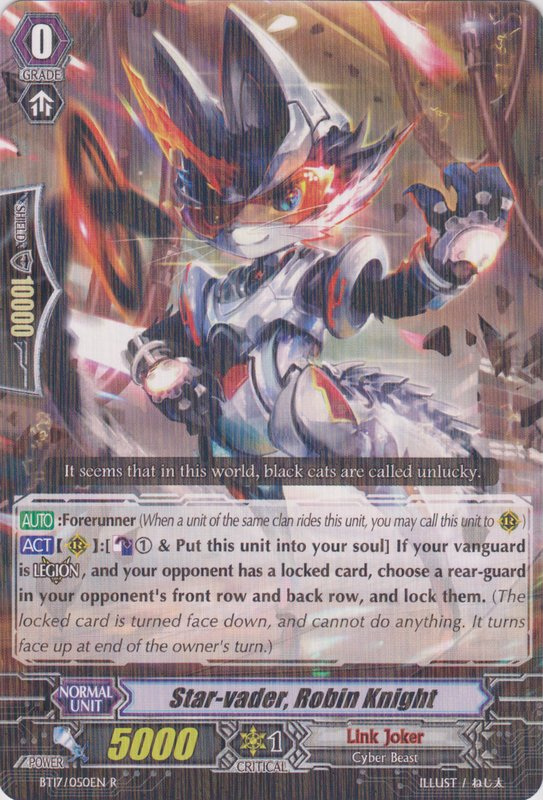 0
GRADE
SHIELD
10000
It seems that in this world, black cats are called unlucky.
AUTO :Forerunner (When a unit of the same clan rides this unit, you may call this unit to R)
ACT [R]:[① & Put this unit into your soul] If your vanguard
is LEGION, and your opponent has a locked card, choose a rear-guard
in your opponent's front row and back row, and lock them. (The
locked card is turned face down, and cannot do anything. It turns
face up at end of the owner's turn.)
NORMAL
UNIT
Star-vader, Robin Knight
POWER
5000
1
CRITICAL
Link Joker
Cyber Beast
BT17/050EN R
ILLUST / ねし太